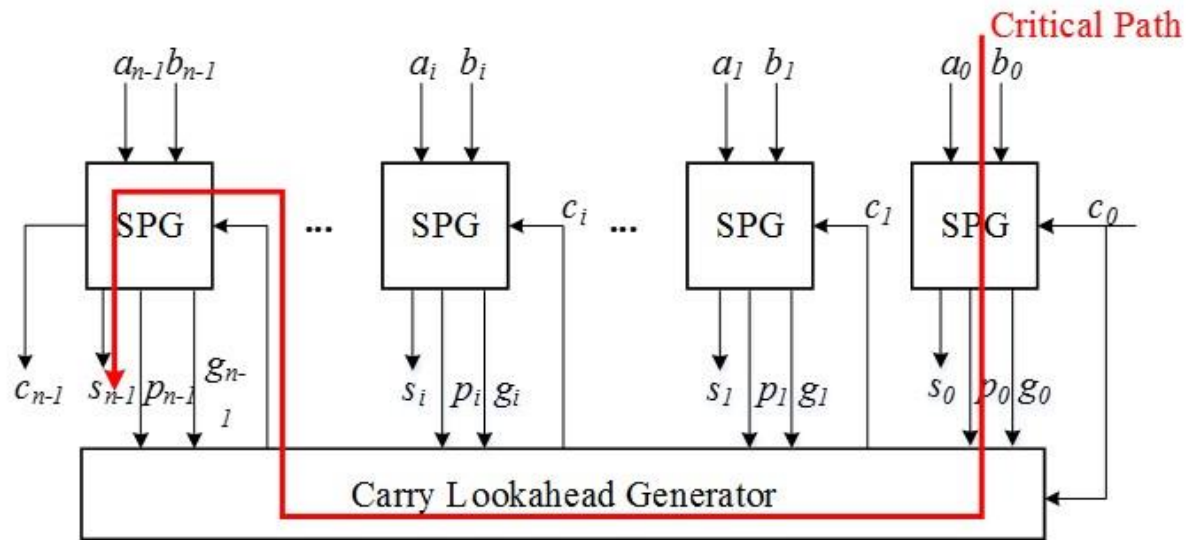 Critical Path
a_{n-1} b_{n-1} a_i b_i a_1 b_1 a_0 b_0
SPG ... SPG c_i ... SPG c_1 SPG c_0
c_{n-1} s_{n-1} p_{n-1} g_{n-1} s_i p_i g_i s_1 p_1 g_1 s_0 p_0 g_0
Carry Lookahead Generator